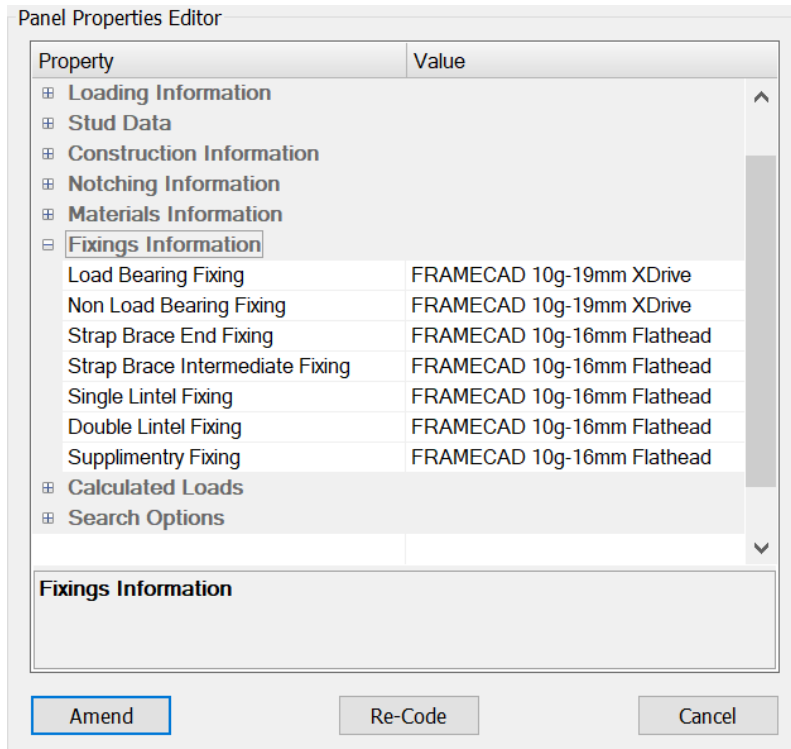 Panel Properties Editor
Property Value
Loading Information
Stud Data
Construction Information
Notching Information
Materials Information
Fixings Information
Load Bearing Fixing FRAMECAD 10g-19mm XDrive
Non Load Bearing Fixing FRAMECAD 10g-19mm XDrive
Strap Brace End Fixing FRAMECAD 10g-16mm Flathead
Strap Brace Intermediate Fixing FRAMECAD 10g-16mm Flathead
Single Lintel Fixing FRAMECAD 10g-16mm Flathead
Double Lintel Fixing FRAMECAD 10g-16mm Flathead
Supplimentry Fixing FRAMECAD 10g-16mm Flathead
Calculated Loads
Search Options
Fixings Information
Amend Re-Code Cancel